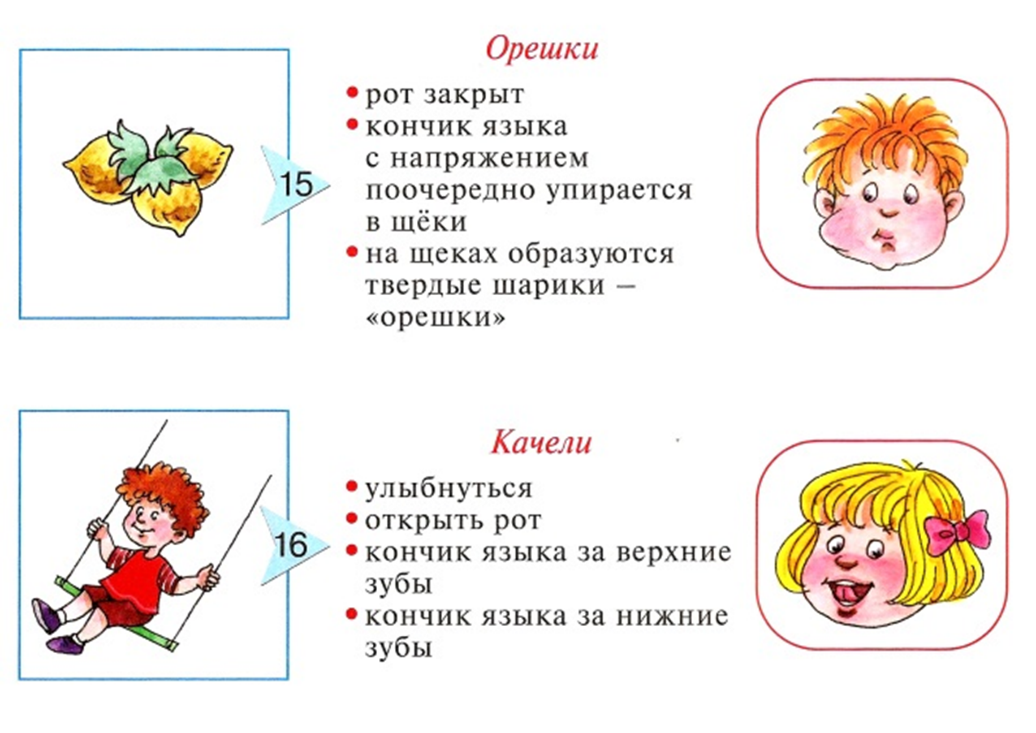 Орешки
• рот закрыт
• кончик языка
с напряжением
поочередно упирается
в щёки
• на щеках образуются
твердые шарики –
«орешки»
15
Качели
• улыбнуться
• открыть рот
• кончик языка за верхние
зубы
• кончик языка за нижние
зубы
16